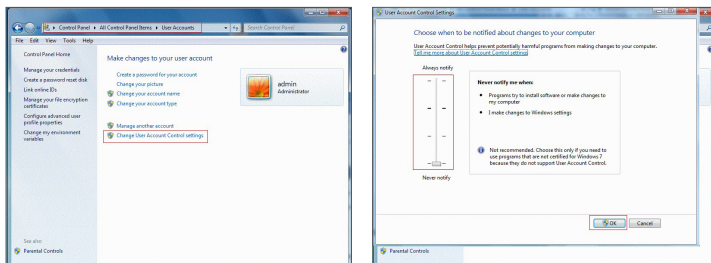 Control Panel ▸ All Control Panel Items ▸ User Accounts
Search Control Panel
File Edit View Tools Help
Control Panel Home
Manage your credentials
Create a password reset disk
Link online IDs
Manage your file encryption
certificates
Configure advanced user
profile properties
Change my environment
variables
See also
Parental Controls
Make changes to your user account
Create a password for your account
Change your picture
Change your account name
Change your account type
Manage another account
Change User Account Control settings
admin
Administrator
User Account Control Settings
Choose when to be notified about changes to your computer
User Account Control helps prevent potentially harmful programs from making changes to your computer.
Tell me more about User Account Control settings
Always notify
Never notify
Never notify me when:
• Programs try to install software or make changes to
my computer
• I make changes to Windows settings
Not recommended. Choose this only if you need to
use programs that are not certified for Windows 7
because they do not support User Account Control.
OK
Cancel
Parental Controls